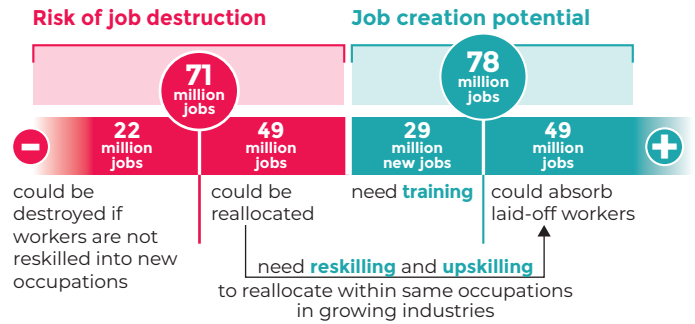 Risk of job destruction
Job creation potential
71
million
jobs
78
million
jobs
22
million
jobs
49
million
jobs
29
million
new jobs
49
million
jobs
could be
destroyed if
workers are not
reskilled into new
occupations
could be
reallocated
need training
could absorb
laid-off workers
need reskilling and upskilling
to reallocate within same occupations
in growing industries